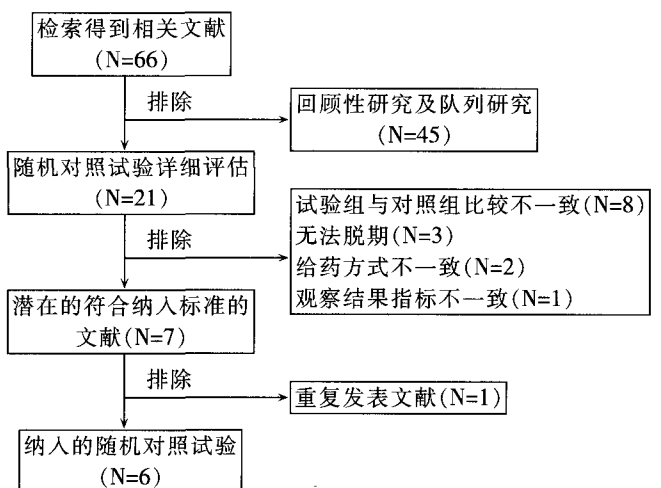 检索得到相关文献
(N=66)
排除
回顾性研究及队列研究
(N=45)
随机对照试验详细评估
(N=21)
排除
试验组与对照组比较不一致(N=8)
无法脱期(N=3)
给药方式不一致(N=2)
观察结果指标不一致(N=1)
潜在的符合纳入标准的
文献(N=7)
排除
重复发表文献(N=1)
纳入的随机对照试验
(N=6)